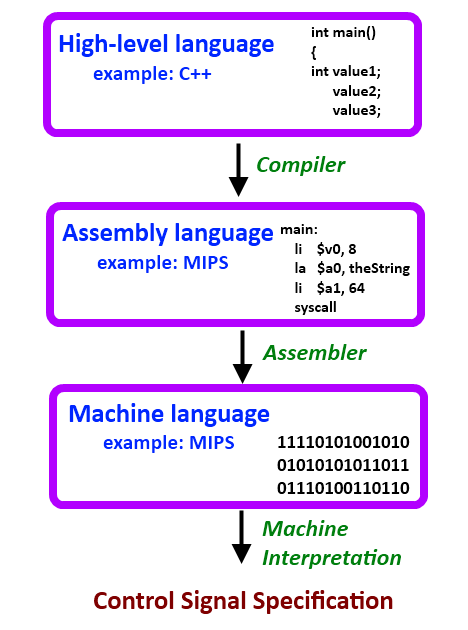 High-level language
example: C++
int main()
{
int value1;
value2;
value3;
Compiler
Assembly language
example: MIPS
main:
li $v0, 8
la $a0, theString
li $a1, 64
syscall
Assembler
Machine language
example: MIPS
11110101001010
01010101011011
01110100110110
Machine
Interpretation
Control Signal Specification